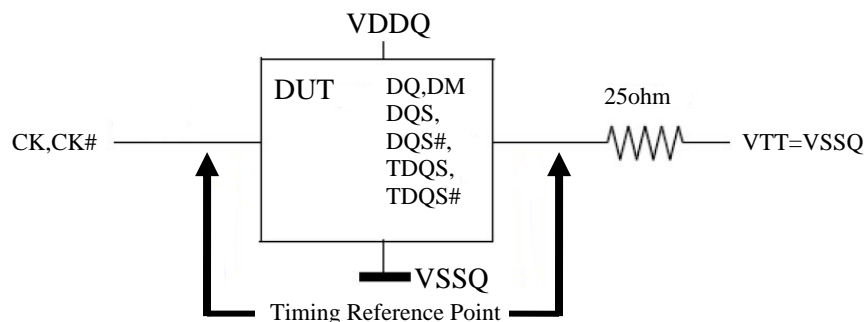 VDDQ
DUT
DQ,DM
DQS,
DQS#,
TDQS,
TDQS#
CK,CK#
25ohm
VTT=VSSQ
VSSQ
Timing Reference Point